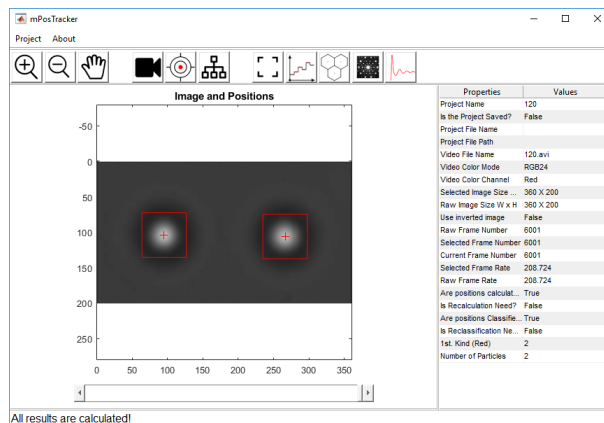 mPosTracker
Project About
Image and Positions
-50
0
50
100
150
200
250
0 50 100 150 200 250 300 350
Properties Values
Project Name 120
Is the Project Saved? False
Project File Name
Project File Path
Video File Name 120.avi
Video Color Mode RGB24
Video Color Channel Red
Selected Image Size ... 360 X 200
Raw Image Size W x H 360 X 200
Use inverted image False
Raw Frame Number 6001
Selected Frame Number 6001
Current Frame Number 6001
Selected Frame Rate 208.724
Raw Frame Rate 208.724
Are positions calculat... True
Is Recalculation Need? False
Are positions Classifie... True
Is Reclassification Ne... False
1st. Kind (Red) 2
Number of Particles 2
All results are calculated!